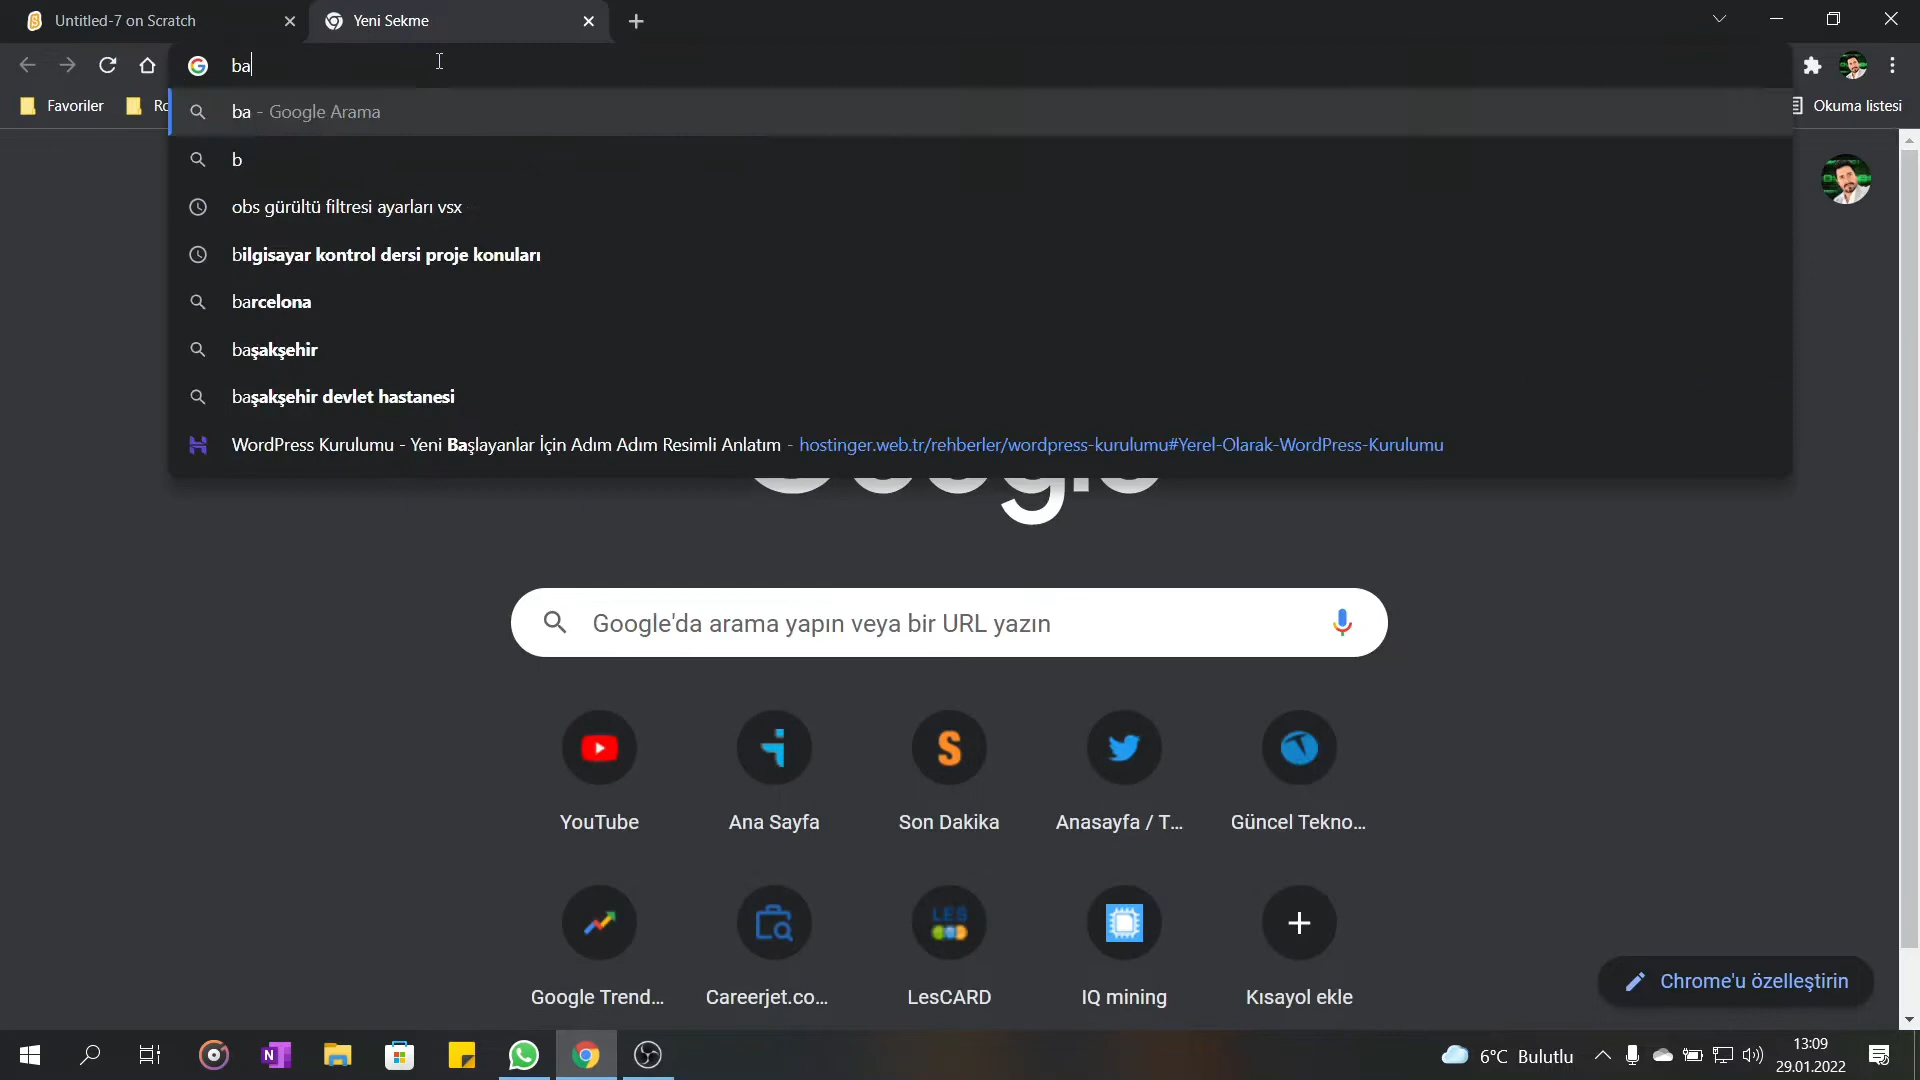 Untitled-7 on Scratch
Yeni Sekme
ba
Favoriler
Okuma listesi
ba - Google Arama
b
obs gürültü filtresi ayarları vsx
bilgisayar kontrol dersi proje konuları
barcelona
başakşehir
başakşehir devlet hastanesi
WordPress Kurulumu - Yeni Başlayanlar İçin Adım Adım Resimli Anlatım - hostinger.web.tr/rehberler/wordpress-kurulumu#Yerel-Olarak-WordPress-Kurulumu
Google'da arama yapın veya bir URL yazın
YouTube
Ana Sayfa
Son Dakika
Anasayfa / T...
Güncel Tekno...
LES
Google Trend...
Careerjet.co...
LesCARD
IQ mining
Kısayol ekle
Chrome'u özelleştirin
6°C Bulutlu
13:09
29.01.2022